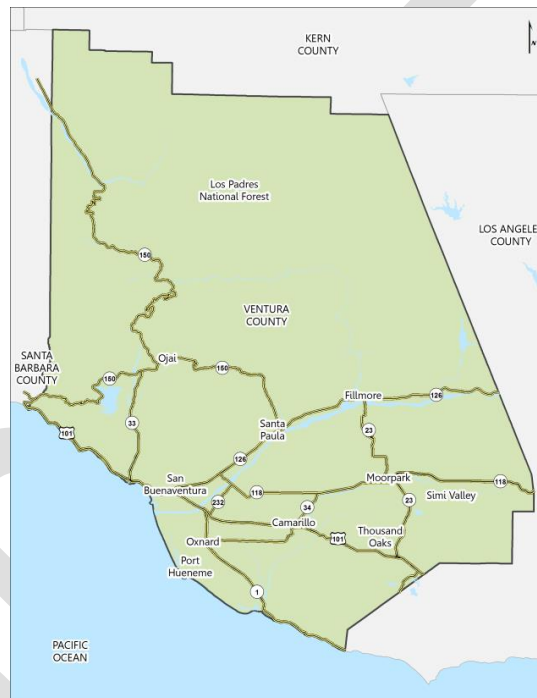 KERN
COUNTY
N
Los Padres
National Forest
LOS ANGELE
COUNTY
150
VENTURA
COUNTY
SANTA
BARBARA
COUNTY
Ojai
150
150
Fillmore
126
101
33
Santa
Paula
23
126
San
Buenaventura
118
Moorpark
118
232
34
23
Simi Valley
Camarillo
Thousand
Oaks
101
Oxnard
Port
Hueneme
1
PACIFIC
OCEAN